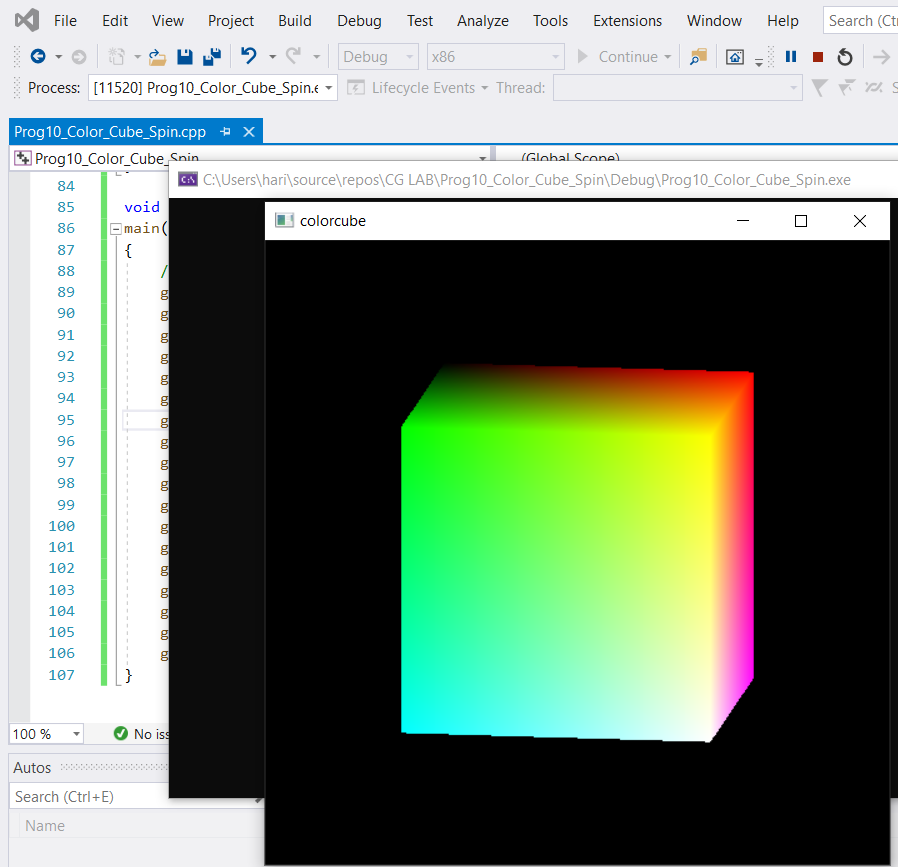 File Edit View Project Build Debug Test Analyze Tools Extensions Window Help Search (Ct
Debug x86 Continue
Process: [11520] Prog10_Color_Cube_Spin.e Lifecycle Events Thread:
Prog10_Color_Cube_Spin.cpp
Prog10_Color_Cube_Spin (Global Scope)
C:\Users\hari\source\repos\CG LAB\Prog10_Color_Cube_Spin\Debug\Prog10_Color_Cube_Spin.exe
colorcube
84
85 void
86 main(
87 {
88 /
89 g
90 g
91 g
92 g
93 g
94 g
95 g
96 g
97 g
98 g
99 g
100 g
101 g
102 g
103 g
104 g
105 g
106 g
107 }
100 % No iss
Autos
Search (Ctrl+E)
Name